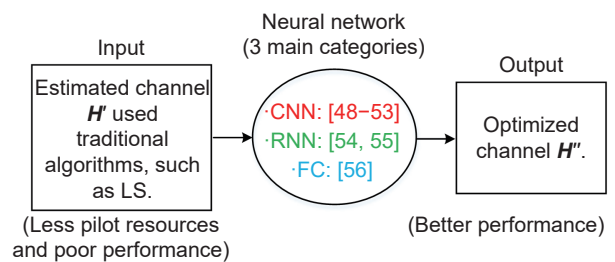 Input
Estimated channel
H′ used
traditional
algorithms, such
as LS.
(Less pilot resources
and poor performance)
Neural network
(3 main categories)
·CNN: [48−53]
·RNN: [54, 55]
·FC: [56]
Output
Optimized
channel H″.
(Better performance)